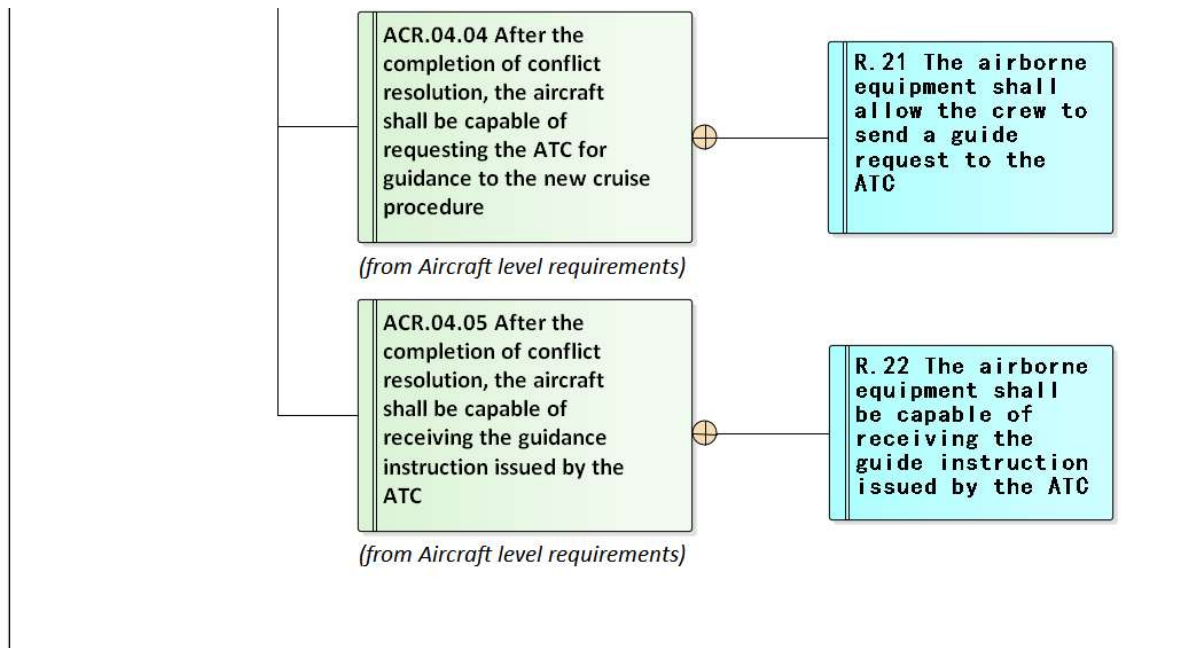 ACR.04.04 After the
completion of conflict
resolution, the aircraft
shall be capable of
requesting the ATC for
guidance to the new cruise
procedure
(from Aircraft level requirements)
R.21 The airborne
equipment shall
allow the crew to
send a guide
request to the
ATC
ACR.04.05 After the
completion of conflict
resolution, the aircraft
shall be capable of
receiving the guidance
instruction issued by the
ATC
(from Aircraft level requirements)
R.22 The airborne
equipment shall
be capable of
receiving the
guide instruction
issued by the ATC